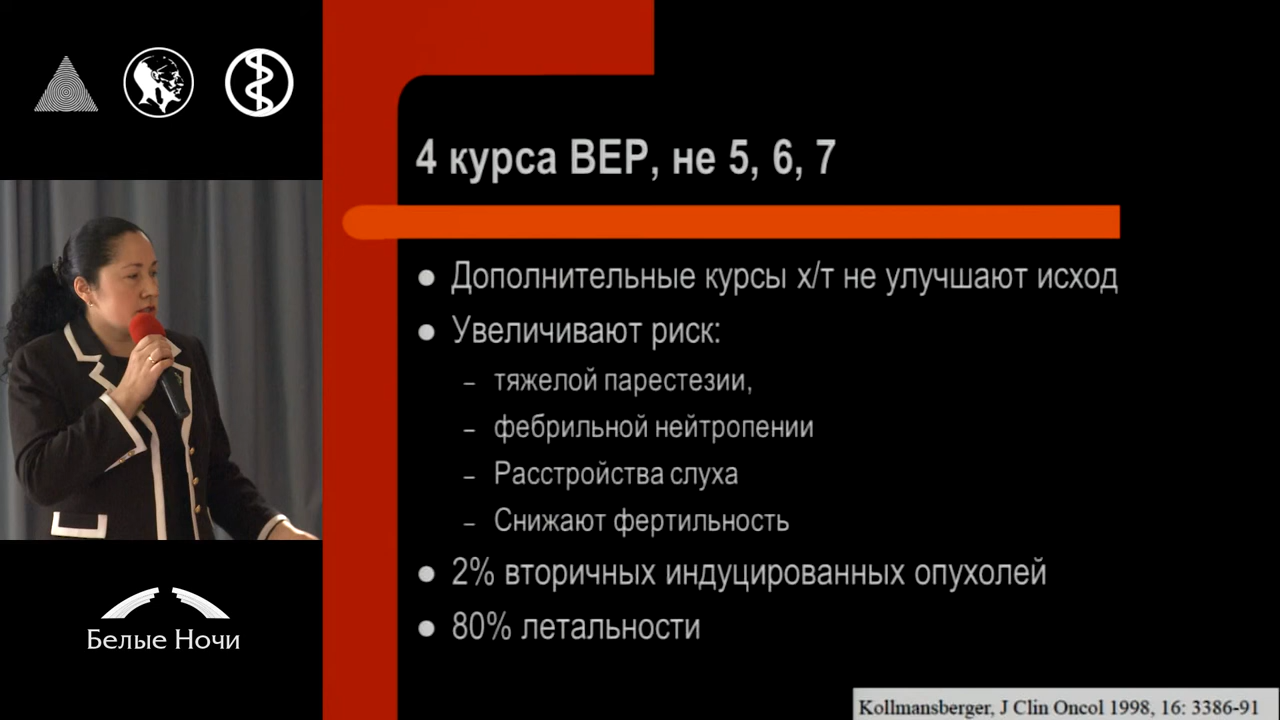 4 курса ВЕР, не 5, 6, 7
● Дополнительные курсы х/т не улучшают исход
● Увеличивают риск:
– тяжелой парестезии,
– фебрильной нейтропении
– Расстройства слуха
– Снижают фертильность
● 2% вторичных индуцированных опухолей
● 80% летальности
Белые Ночи
Kollmansberger, J Clin Oncol 1998, 16: 3386-91